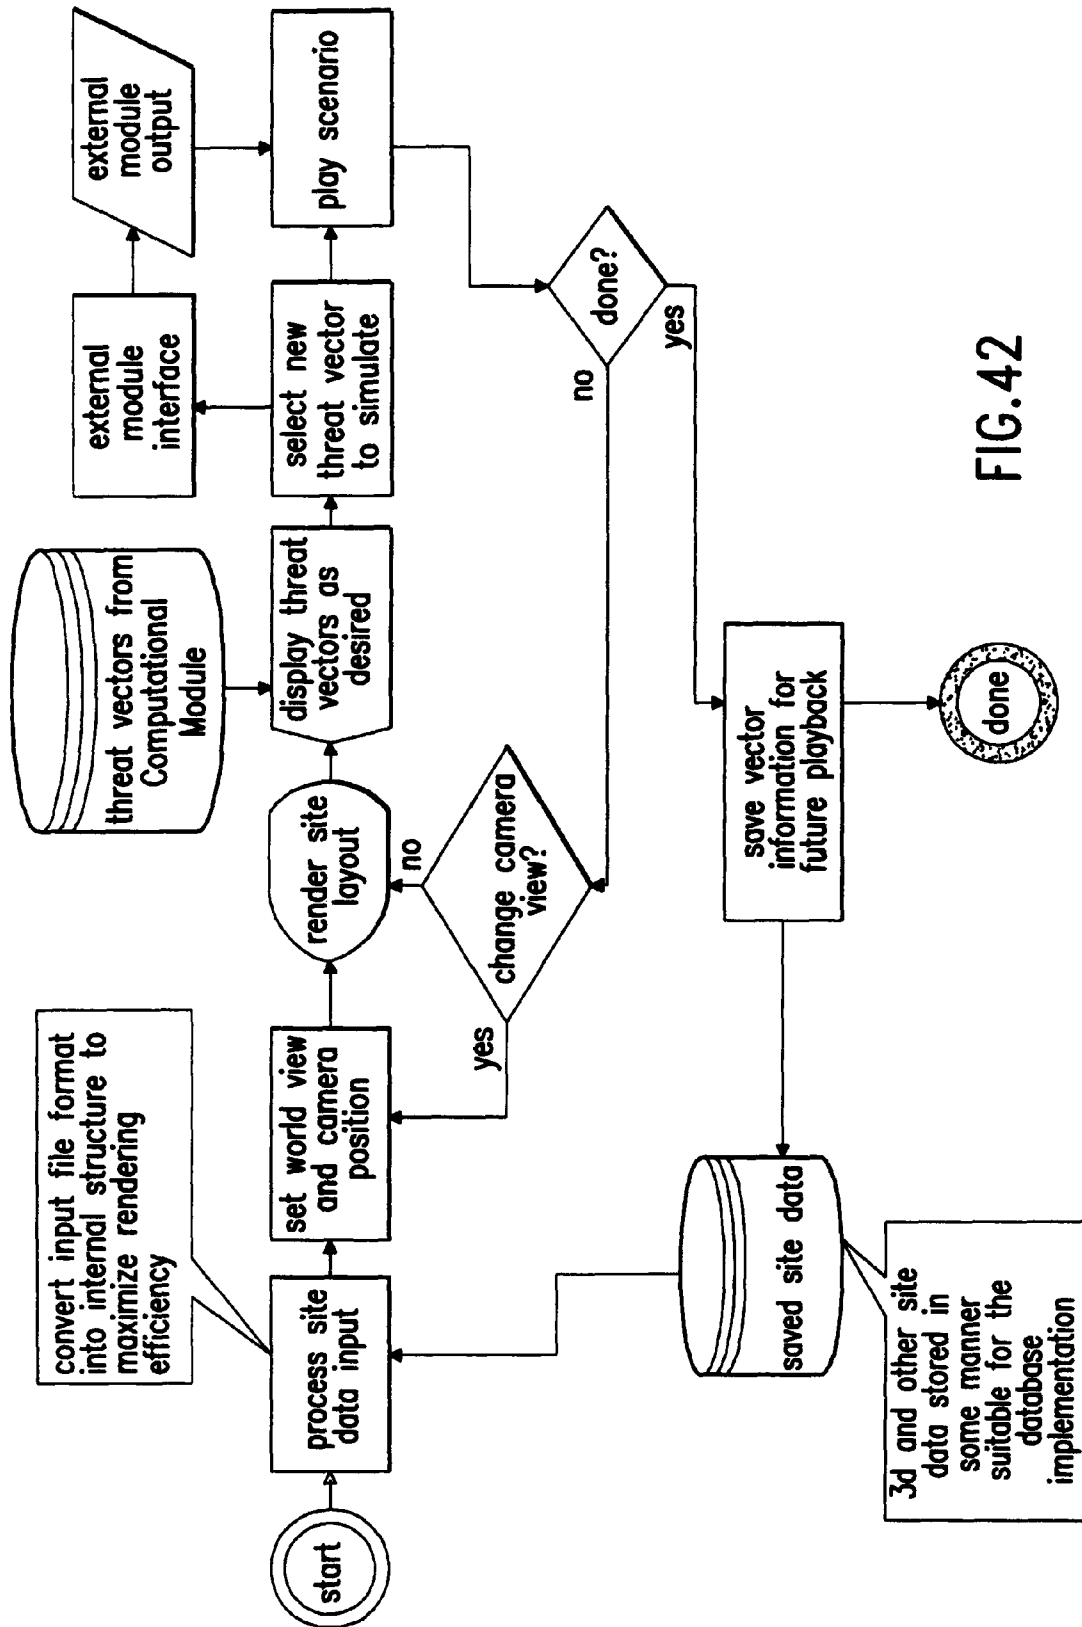 convert input file format
into internal structure to
maximize rendering
efficiency
threat vectors from
Computational
Module
external
module
interface
external
module
output
start
process site
data input
set world view
and camera
position
render site
layout
display threat
vectors as
desired
select new
threat vector
to simulate
play scenario
yes
change camera
view?
no
no
done?
yes
saved site data
save vector
information for
future playback
done
3d and other site
data stored in
some manner
suitable for the
database
implementation
FIG.42